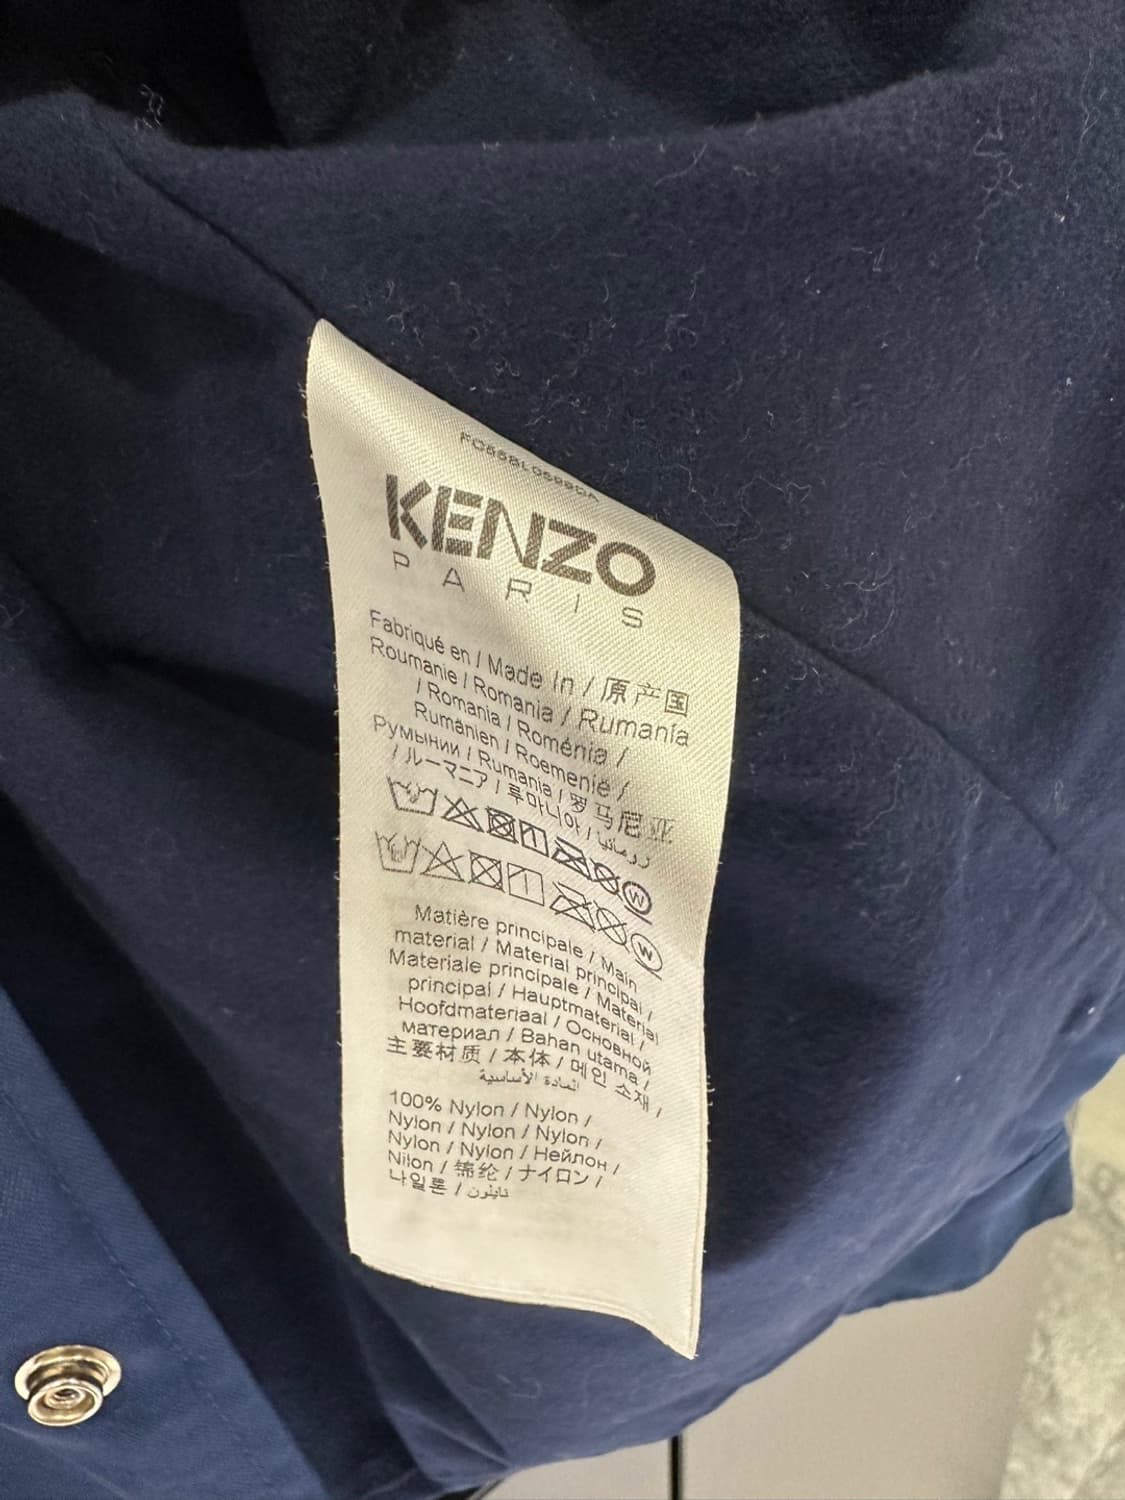 FC65BL0599DA
KENZO
PARIS
Fabriqué en / Made In / 原产国
Roumanie / Romania / Rumanía
/ Romania / Roménia /
Rumänien / Roemenië /
Румынии / Rumania / 罗马尼亚
/ ルーマニア / 루마니아 / رومانيا
W
W
Matière principale / Main
material / Material principal /
Materiale principale / Material
principal / Hauptmaterial /
Hoofdmateriaal / Основной
материал / Bahan utama /
主要材质 / 本体 / 메인 소재 /
المادة الأساسية
100% Nylon / Nylon /
Nylon / Nylon / Nylon /
Nylon / Nylon / Нейлон /
Nilon / 锦纶 / ナイロン /
나일론 / نايلون